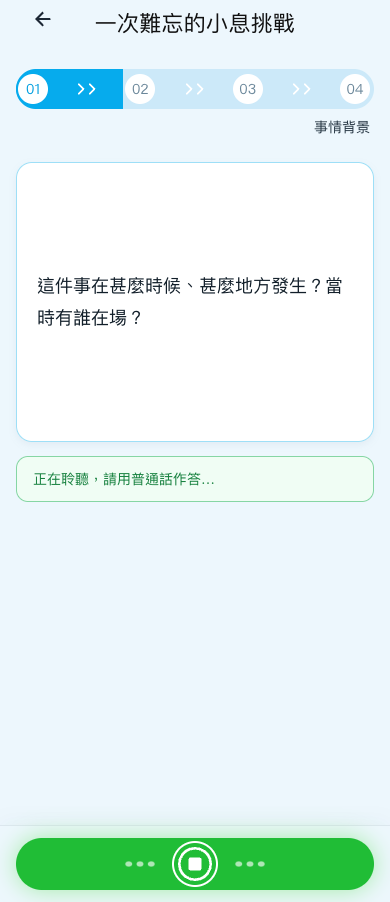 一次難忘的小息挑戰
01
02
03
04
事情背景
這件事在甚麼時候、甚麼地方發生？當
時有誰在場？
正在聆聽，請用普通話作答...